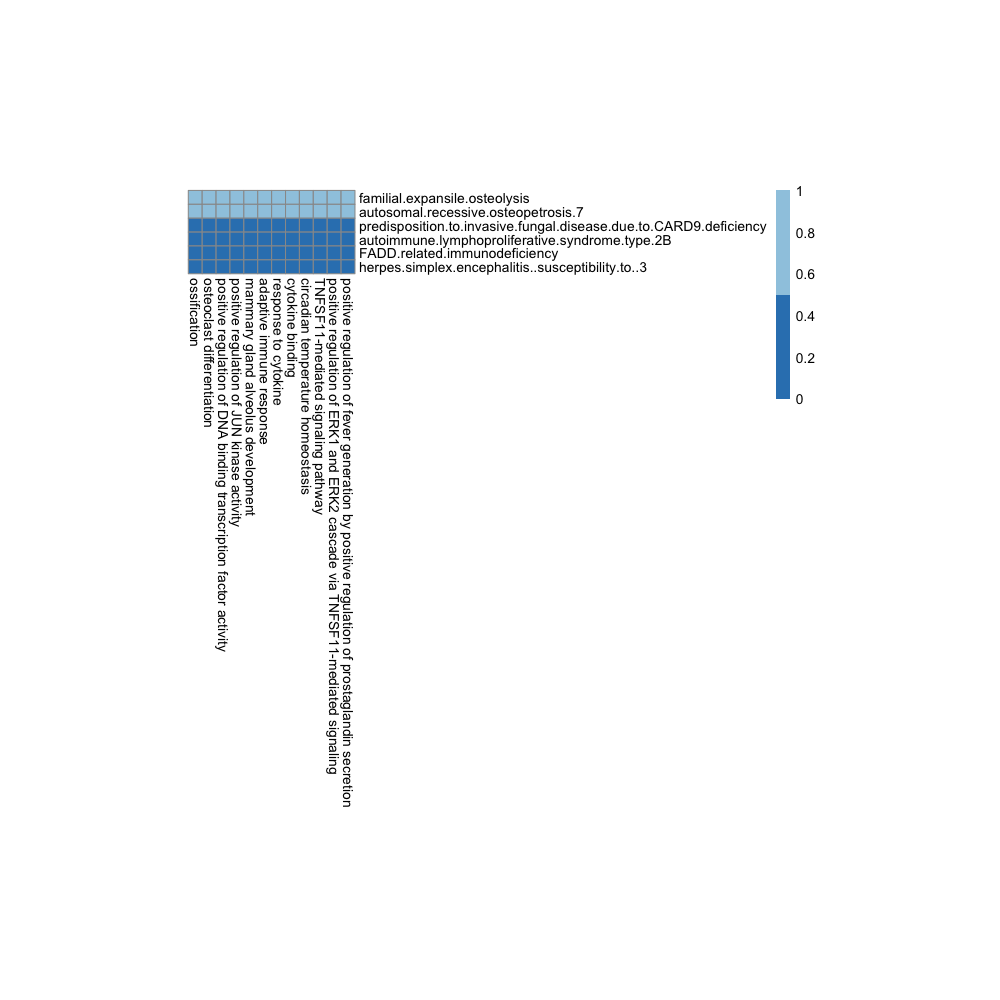 familial.expansile.osteolysis
autosomal.recessive.osteopetrosis.7
predisposition.to.invasive.fungal.disease.due.to.CARD9.deficiency
autoimmune.lymphoproliferative.syndrome.type.2B
FADD.related.immunodeficiency
herpes.simplex.encephalitis..susceptibility.to..3
1
0.8
0.6
0.4
0.2
0
ossification
osteoclast differentiation
positive regulation of DNA binding transcription factor activity
positive regulation of JUN kinase activity
mammary gland alveolus development
adaptive immune response
response to cytokine
cytokine binding
circadian temperature homeostasis
TNFSF11-mediated signaling pathway
positive regulation of ERK1 and ERK2 cascade via TNFSF11-mediated signaling
positive regulation of fever generation by positive regulation of prostaglandin secretion